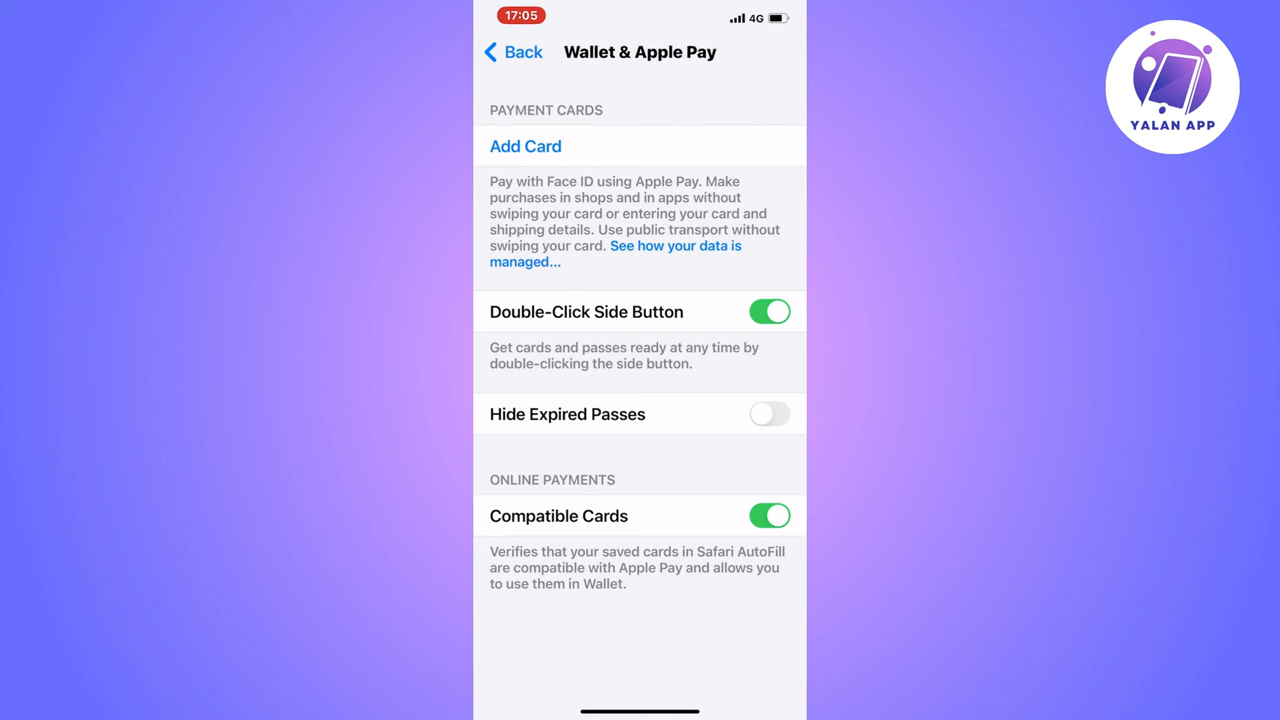 17:05
4G
Back
Wallet & Apple Pay
YALAN APP
PAYMENT CARDS
Add Card
Pay with Face ID using Apple Pay. Make
purchases in shops and in apps without
swiping your card or entering your card and
shipping details. Use public transport without
swiping your card. See how your data is
managed...
Double-Click Side Button
Get cards and passes ready at any time by
double-clicking the side button.
Hide Expired Passes
ONLINE PAYMENTS
Compatible Cards
Verifies that your saved cards in Safari AutoFill
are compatible with Apple Pay and allows you
to use them in Wallet.